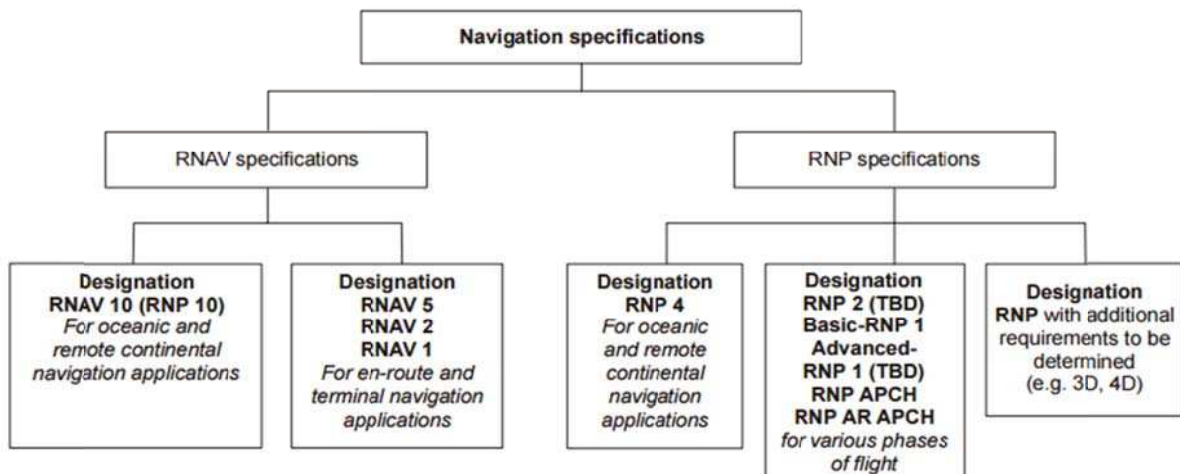 Navigation specifications
RNAV specifications
RNP specifications
Designation
RNAV 10 (RNP 10)
For oceanic and
remote continental
navigation applications
Designation
RNAV 5
RNAV 2
RNAV 1
For en-route and
terminal navigation
applications
Designation
RNP 4
For oceanic
and remote
continental
navigation
applications
Designation
RNP 2 (TBD)
Basic-RNP 1
Advanced-
RNP 1 (TBD)
RNP APCH
RNP AR APCH
for various phases
of flight
Designation
RNP with additional
requirements to be
determined
(e.g. 3D, 4D)